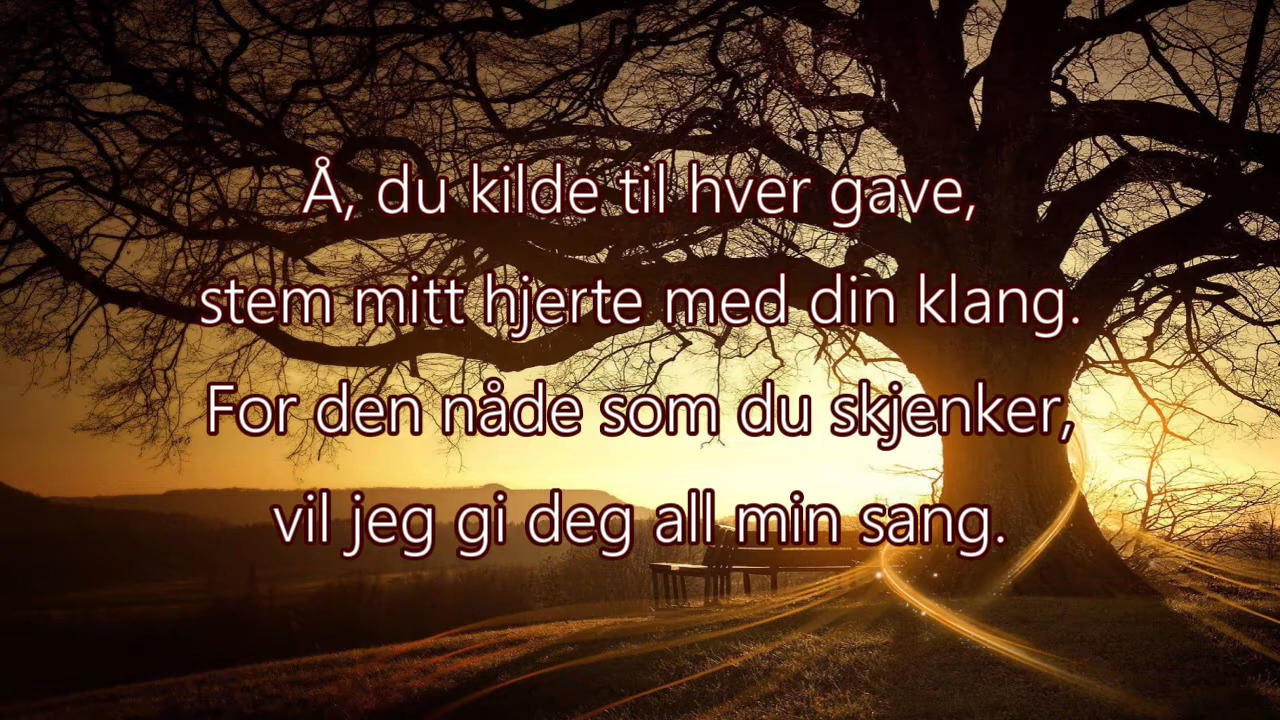 Å, du kilde til hver gave,
stem mitt hjerte med din klang.
For den nåde som du skjenker,
vil jeg gi deg all min sang.